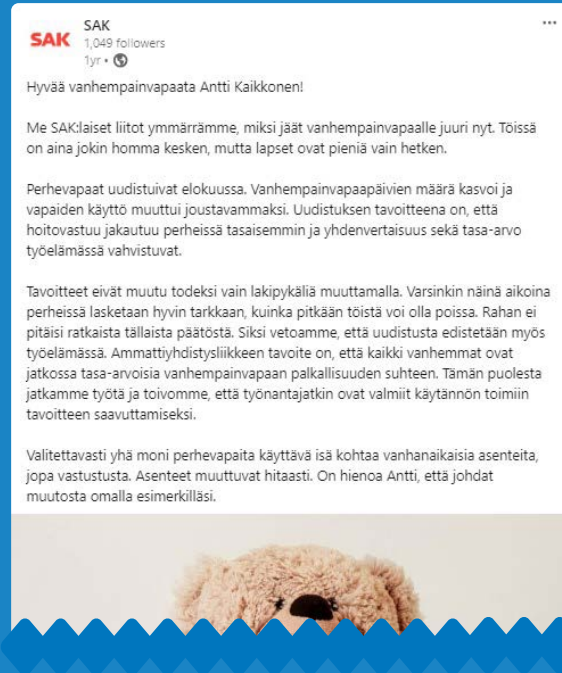 SAK
SAK
1,049 followers
1yr •
Hyvää vanhempainvapaata Antti Kaikkonen!
Me SAK:laiset liitot ymmärrämme, miksi jäät vanhempainvapaalle juuri nyt. Töissä
on aina jokin homma kesken, mutta lapset ovat pieniä vain hetken.
Perhevapaat uudistuivat elokuussa. Vanhempainvapaapäivien määrä kasvoi ja
vapaiden käyttö muuttui joustavammaksi. Uudistuksen tavoitteena on, että
hoitovastuu jakautuu perheissä tasaisemmin ja yhdenvertaisuus sekä tasa-arvo
työelämässä vahvistuvat.
Tavoitteet eivät muutu todeksi vain lakipykäliä muuttamalla. Varsinkin näinä aikoina
perheissä lasketaan hyvin tarkkaan, kuinka pitkään töistä voi olla poissa. Rahan ei
pitäisi ratkaista tällaista päätöstä. Siksi vetoamme, että uudistusta edistetään myös
työelämässä. Ammattiyhdistysliikkeen tavoite on, että kaikki vanhemmat ovat
jatkossa tasa-arvoisia vanhempainvapaan palkallisuuden suhteen. Tämän puolesta
jatkamme työtä ja toivomme, että työnantajatkin ovat valmiit käytännön toimiin
tavoitteen saavuttamiseksi.
Valitettavasti yhä moni perhevapaita käyttävä isä kohtaa vanhanaikaisia asenteita,
jopa vastustusta. Asenteet muuttuvat hitaasti. On hienoa Antti, että johdat
muutosta omalla esimerkilläsi.